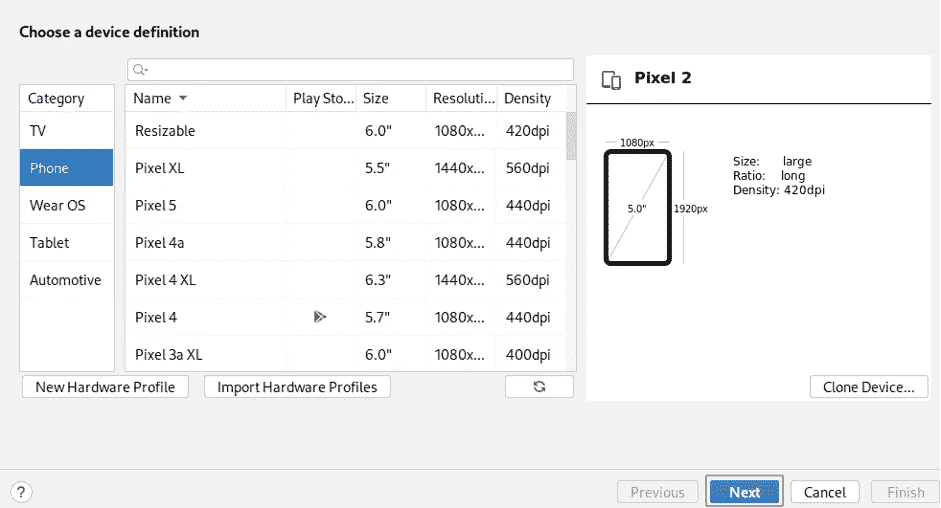 Choose a device definition
Category
TV
Phone
Wear OS
Tablet
Automotive
Name Play Sto... Size Resoluti... Density
Resizable 6.0" 1080x... 420dpi
Pixel XL 5.5" 1440x... 560dpi
Pixel 5 6.0" 1080x... 440dpi
Pixel 4a 5.8" 1080x... 440dpi
Pixel 4 XL 6.3" 1440x... 560dpi
Pixel 4 5.7" 1080x... 440dpi
Pixel 3a XL 6.0" 1080x... 400dpi
New Hardware Profile Import Hardware Profiles
Pixel 2
1080px
5.0" 1920px
Size: large
Ratio: long
Density: 420dpi
Clone Device...
? Previous Next Cancel Finish